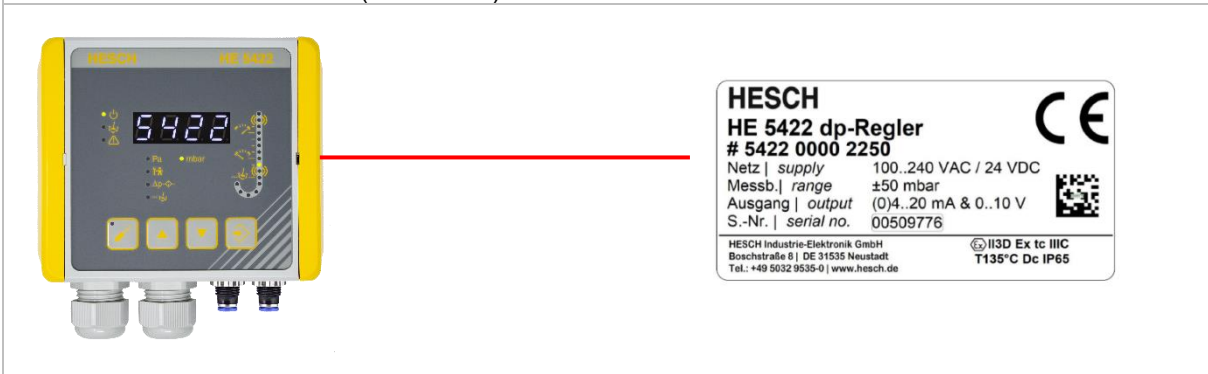 HESCH HE 5422
5422
Pa mbar
Δp
HESCH
HE 5422 dp-Regler
# 5422 0000 2250
Netz | supply 100..240 VAC / 24 VDC
Messb.| range ±50 mbar
Ausgang | output (0)4..20 mA & 0..10 V
S.-Nr. | serial no. 00509776
HESCH Industrie-Elektronik GmbH
Boschstraße 8 | DE 31535 Neustadt
Tel.: +49 5032 9535-0 | www.hesch.de
CE
Ex II3D Ex tc IIIC
T135°C Dc IP65